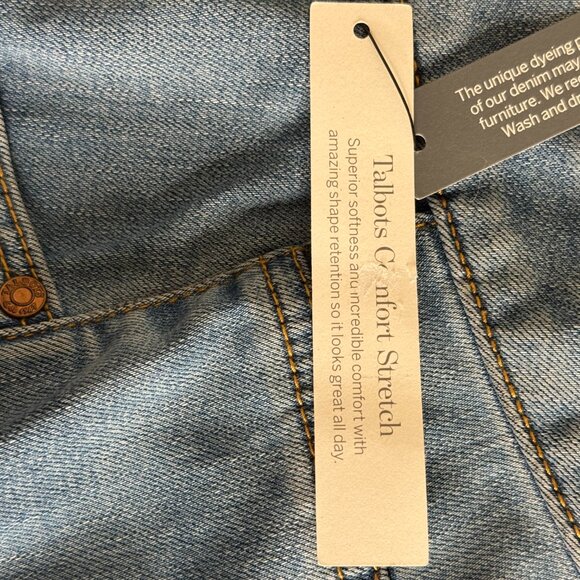 Talbots Comfort Stretch
Superior softness and incredible comfort with
amazing shape retention so it looks great all day.
The unique dyeing
of our denim may
furniture. We re
Wash and d